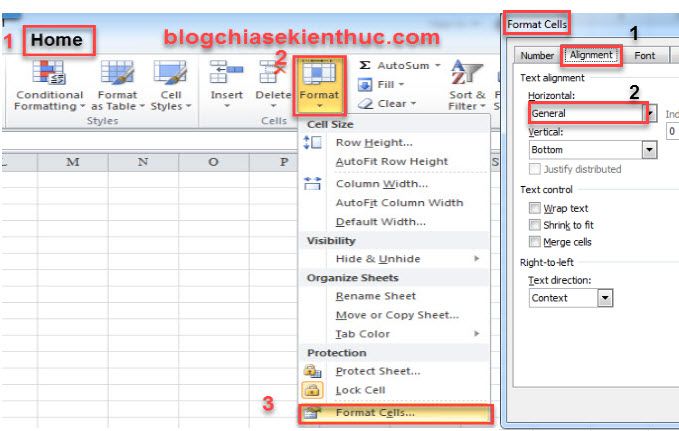 1 Home
blogchiasekienthuc.com
2
Conditional Formatting
Format as Table
Cell Styles
Styles
Insert
Delete
Format
Cells
Σ AutoSum
Fill
Clear
Sort & Filter
Cell Size
Row Height...
AutoFit Row Height
Column Width...
AutoFit Column Width
Default Width...
Visibility
Hide & Unhide
Organize Sheets
Rename Sheet
Move or Copy Sheet...
Tab Color
Protection
Protect Sheet...
Lock Cell
3 Format Cells...
L M N O P S
Format Cells
1
Number Alignment Font
Text alignment
Horizontal:
2
General
Vertical:
0
Bottom
Justify distributed
Text control
Wrap text
Shrink to fit
Merge cells
Right-to-left
Text direction:
Context